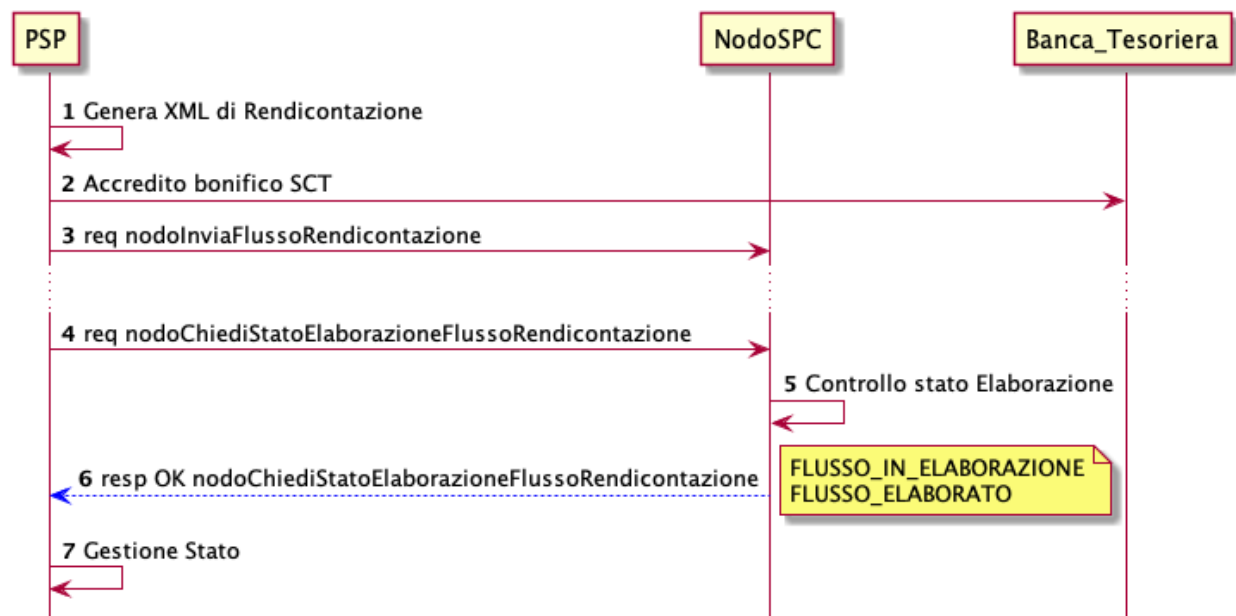 PSP
NodoSPC
Banca_Tesoriera
1 Genera XML di Rendicontazione
2 Accredito bonifico SCT
3 req nodoInviaFlussoRendicontazione
4 req nodoChiediStatoElaborazioneFlussoRendicontazione
5 Controllo stato Elaborazione
6 resp OK nodoChiediStatoElaborazioneFlussoRendicontazione
FLUSSO_IN_ELABORAZIONE
FLUSSO_ELABORATO
7 Gestione Stato